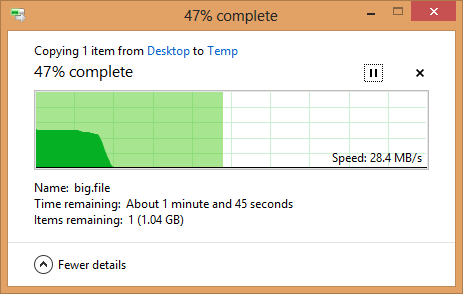 47% complete
Copying 1 item from Desktop to Temp
47% complete
Speed: 28.4 MB/s
Name: big.file
Time remaining: About 1 minute and 45 seconds
Items remaining: 1 (1.04 GB)
Fewer details